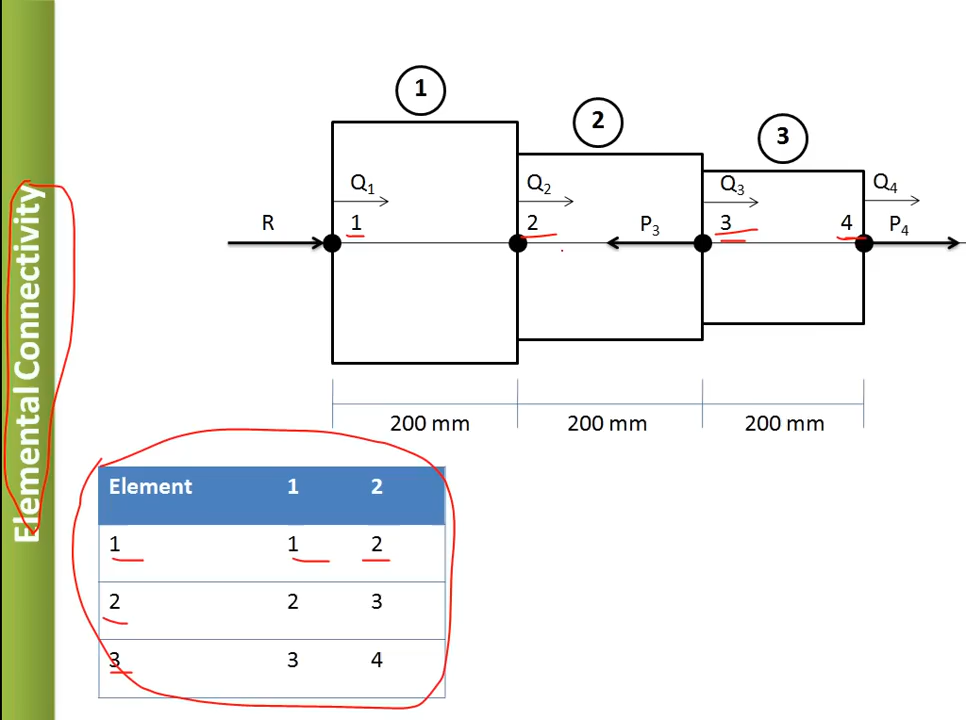 Elemental Connectivity
1
2
3
Q1 Q2 Q3 Q4
R 1 2 P3 3 4 P4
200 mm 200 mm 200 mm
Element 1 2
1 1 2
2 2 3
3 3 4